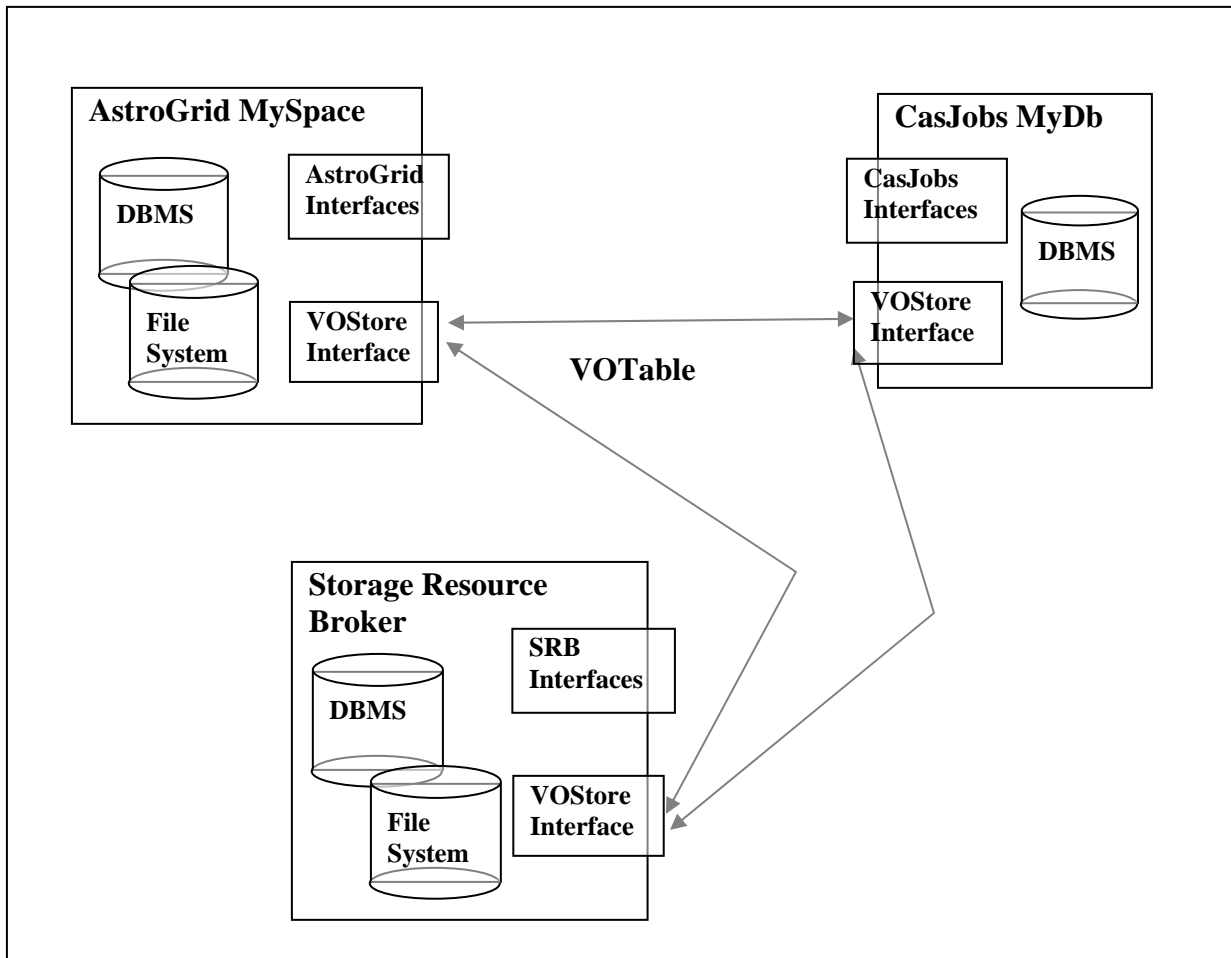 AstroGrid MySpace
DBMS
File
System
AstroGrid
Interfaces
VOStore
Interface
VOTable
CasJobs MyDb
CasJobs
Interfaces
DBMS
VOStore
Interface
Storage Resource
Broker
DBMS
File
System
SRB
Interfaces
VOStore
Interface